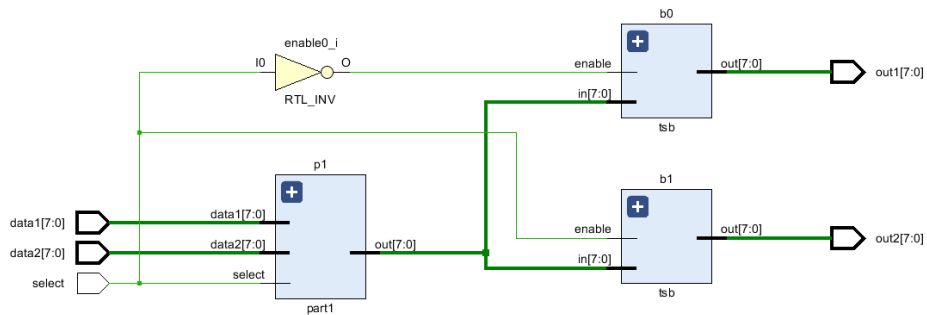 b0
enable0_i
I0
O
RTL_INV
enable
in[7:0]
out[7:0]
out1[7:0]
tsb
p1
data1[7:0]
data1[7:0]
data2[7:0]
data2[7:0]
select
select
out[7:0]
part1
b1
enable
in[7:0]
out[7:0]
out2[7:0]
tsb